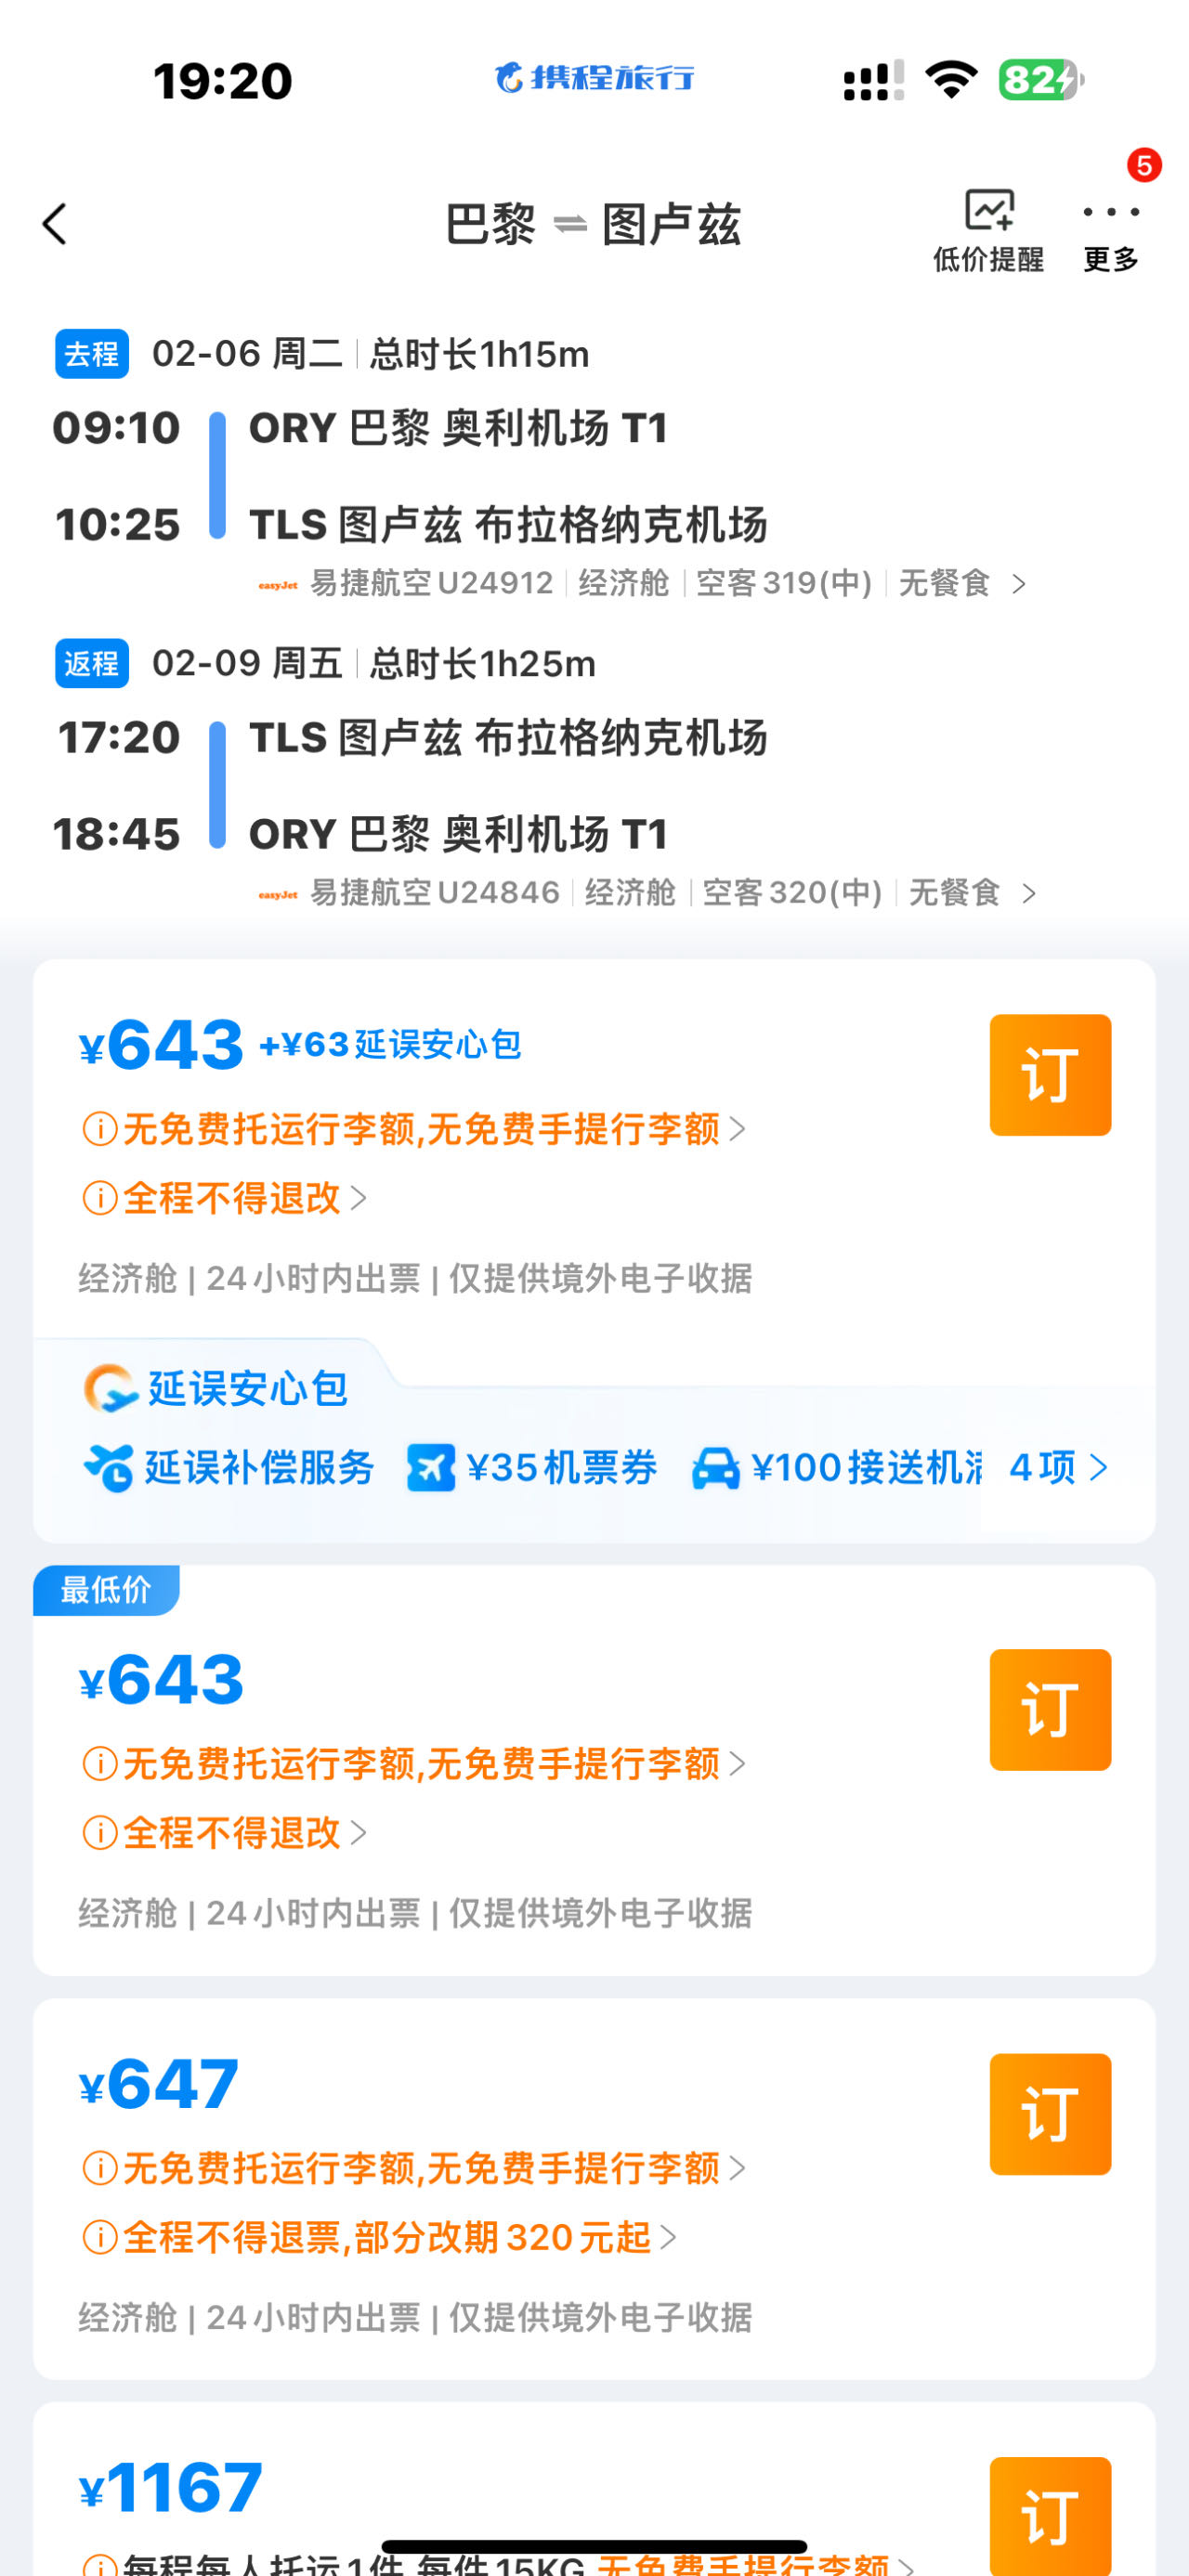 19:20
携程旅行
82
5
巴黎 ⇌ 图卢兹
低价提醒
更多
去程 02-06 周二 总时长1h15m
09:10 ORY 巴黎 奥利机场 T1
10:25 TLS 图卢兹 布拉格纳克机场
easyJet 易捷航空U24912 经济舱 空客319(中) 无餐食
返程 02-09 周五 总时长1h25m
17:20 TLS 图卢兹 布拉格纳克机场
18:45 ORY 巴黎 奥利机场 T1
easyJet 易捷航空U24846 经济舱 空客320(中) 无餐食
¥643 +¥63延误安心包
订
无免费托运行李额,无免费手提行李额
全程不得退改
经济舱 | 24小时内出票 | 仅提供境外电子收据
延误安心包
延误补偿服务 ¥35机票券 ¥100接送机 4项
最低价
¥643
订
无免费托运行李额,无免费手提行李额
全程不得退改
经济舱 | 24小时内出票 | 仅提供境外电子收据
¥647
订
无免费托运行李额,无免费手提行李额
全程不得退票,部分改期320元起
经济舱 | 24小时内出票 | 仅提供境外电子收据
¥1167
订
每程每人托运1件,每件15KG,无免费手提行李额